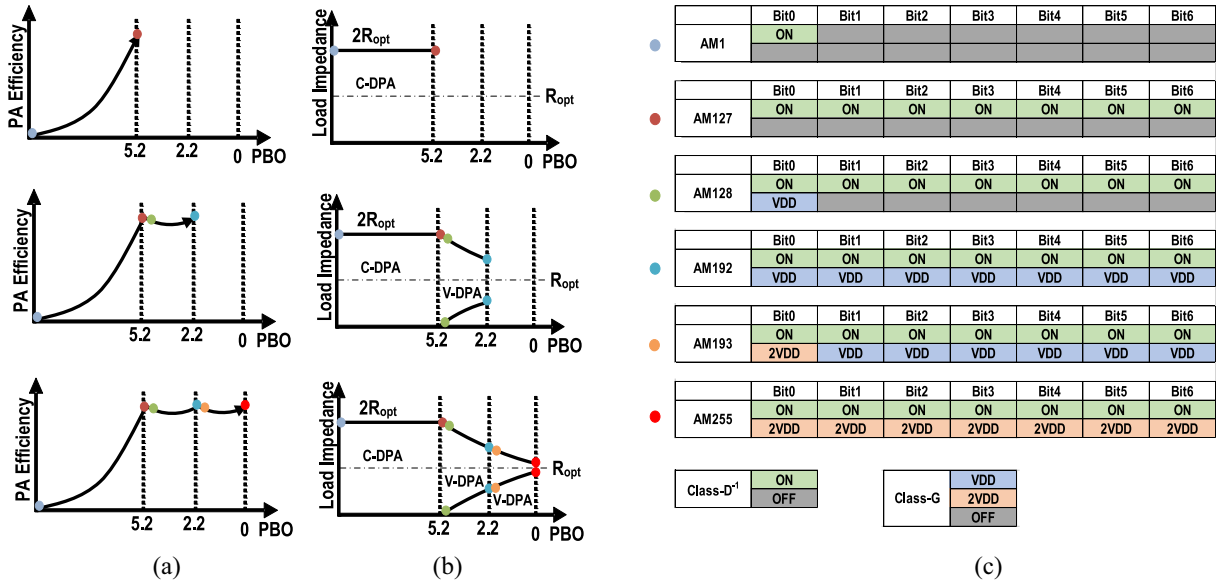 PA Efficiency
5.2
2.2
0 PBO
Load Impedance
2Ropt
C-DPA
Ropt
5.2
2.2
0 PBO
PA Efficiency
5.2
2.2
0 PBO
Load Impedance
2Ropt
C-DPA
Ropt
V-DPA
5.2
2.2
0 PBO
PA Efficiency
5.2
2.2
0 PBO
Load Impedance
2Ropt
C-DPA
Ropt
V-DPA
V-DPA
5.2
2.2
0 PBO
(a)
(b)
Bit0 Bit1 Bit2 Bit3 Bit4 Bit5 Bit6
AM1
ON
Bit0 Bit1 Bit2 Bit3 Bit4 Bit5 Bit6
AM127
ON ON ON ON ON ON ON
Bit0 Bit1 Bit2 Bit3 Bit4 Bit5 Bit6
AM128
ON ON ON ON ON ON ON
VDD
Bit0 Bit1 Bit2 Bit3 Bit4 Bit5 Bit6
AM192
ON ON ON ON ON ON ON
VDD VDD VDD VDD VDD VDD VDD
Bit0 Bit1 Bit2 Bit3 Bit4 Bit5 Bit6
AM193
ON ON ON ON ON ON ON
2VDD VDD VDD VDD VDD VDD VDD
Bit0 Bit1 Bit2 Bit3 Bit4 Bit5 Bit6
AM255
ON ON ON ON ON ON ON
2VDD 2VDD 2VDD 2VDD 2VDD 2VDD 2VDD
Class-D⁻¹
ON
OFF
Class-G
VDD
2VDD
OFF
(c)